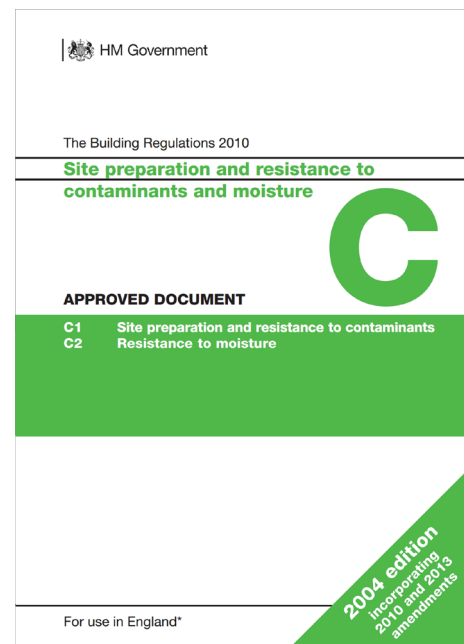 HM Government
The Building Regulations 2010
Site preparation and resistance to
contaminants and moisture
C
APPROVED DOCUMENT
C1 Site preparation and resistance to contaminants
C2 Resistance to moisture
2004 edition
incorporating
2010 and 2013
amendments
For use in England*